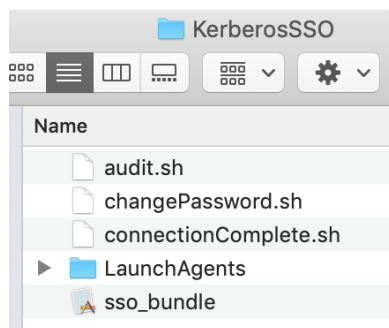 KerberosSSO
Name
audit.sh
changePassword.sh
connectionComplete.sh
LaunchAgents
sso_bundle